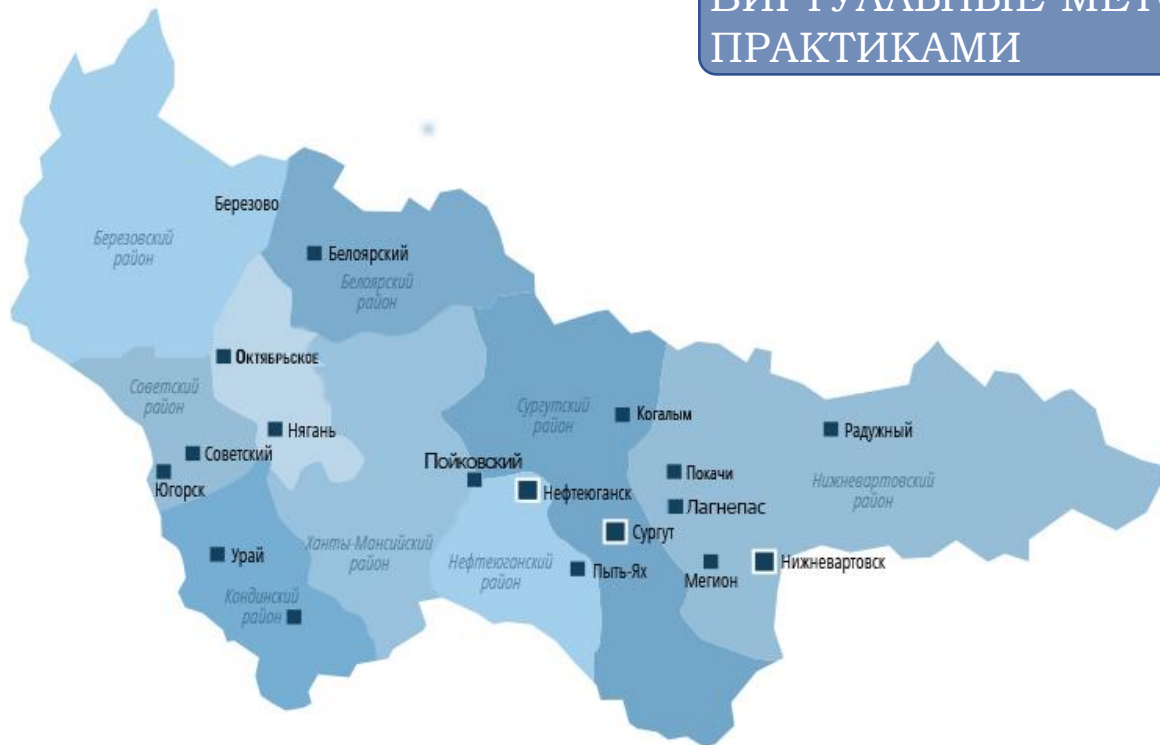 ПРАКТИКАМИ
Березово
Березовский
район
Белоярский
Белоярский
район
Октябрьское
Советский
район
Сургутский
район
Когалым
Радужный
Нягань
Советский
Югорск
Пойковский
Покачи
Нижневартовский
район
Нефтеюганск
Лагнепас
Сургут
Урай
Ханты-Мансийский
район
Нефтеюганский
район
Пыть-Ях
Мегион
Нижневартовск
Кондинский
район